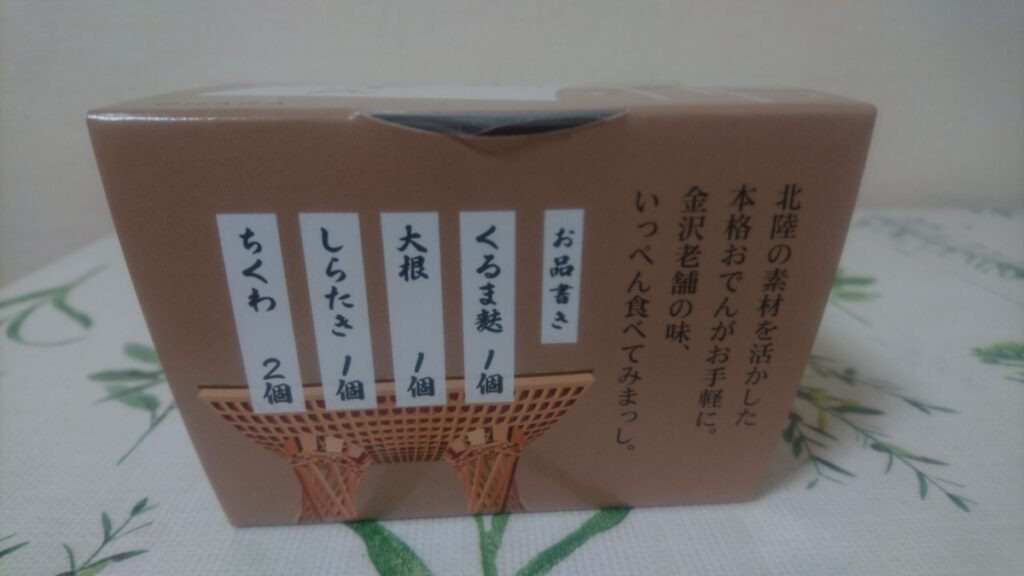 北陸の素材を活かした
本格おでんがお手軽に。
金沢老舗の味、
いっぺん食べてみまっし。
お品書き
くるま麩 1個
大根 1個
しらたき 1個
ちくわ 2個